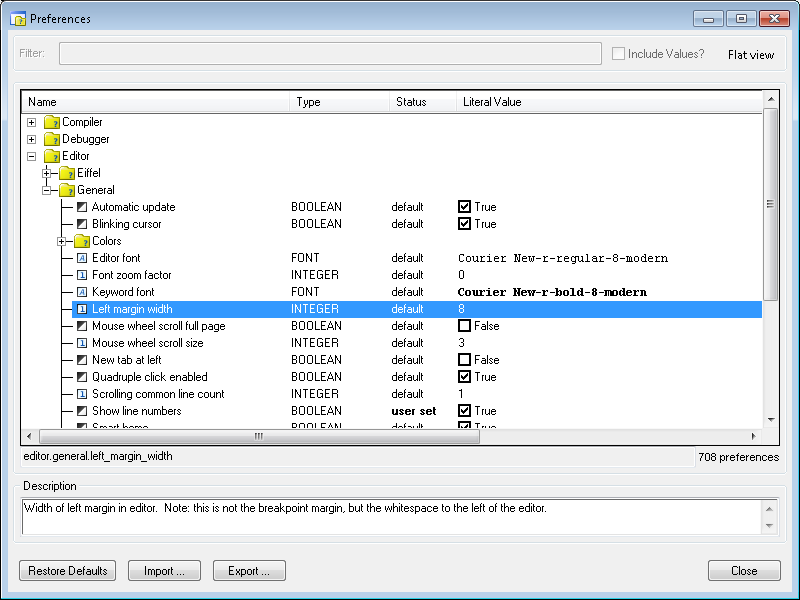 Preferences
Filter: Include Values? Flat view
Name Type Status Literal Value
Compiler
Debugger
Editor
Eiffel
General
Automatic update BOOLEAN default True
Blinking cursor BOOLEAN default True
Colors
Editor font FONT default Courier New-r-regular-8-modern
Font zoom factor INTEGER default 0
Keyword font FONT default Courier New-r-bold-8-modern
Left margin width INTEGER default 8
Mouse wheel scroll full page BOOLEAN default False
Mouse wheel scroll size INTEGER default 3
New tab at left BOOLEAN default False
Quadruple click enabled BOOLEAN default True
Scrolling common line count INTEGER default 1
Show line numbers BOOLEAN user set True
Smart home BOOLEAN default True
editor.general.left_margin_width 708 preferences
Description
Width of left margin in editor. Note: this is not the breakpoint margin, but the whitespace to the left of the editor.
Restore Defaults Import ... Export ... Close